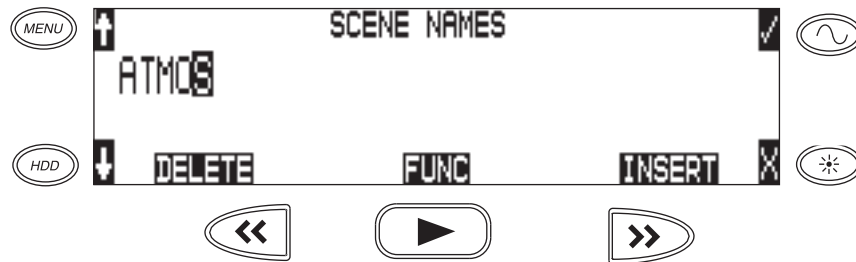 MENU
SCENE NAMES
ATMOS
HDD
DELETE FUNC INSERT X